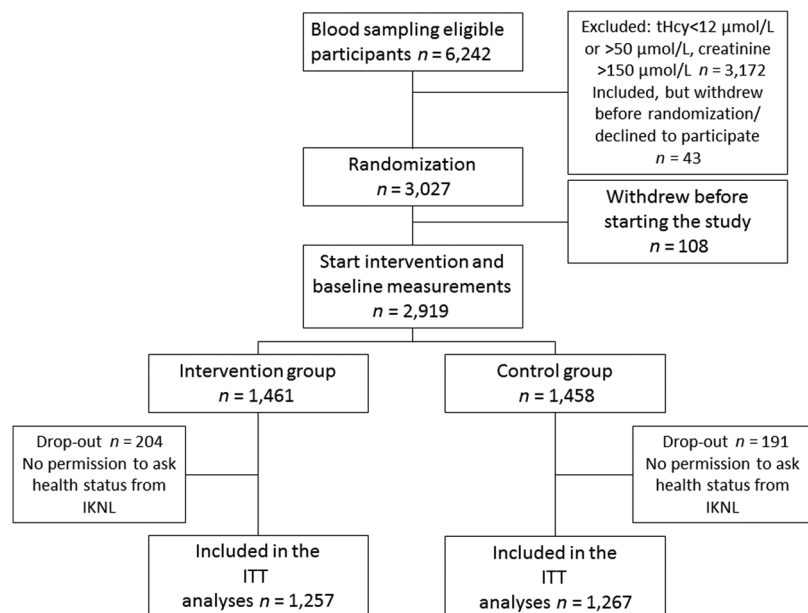 Blood sampling eligible
participants n = 6,242
Excluded: tHcy<12 µmol/L
or >50 µmol/L, creatinine
>150 µmol/L n = 3,172
Included, but withdrew
before randomization/
declined to participate
n = 43
Randomization
n = 3,027
Withdrew before
starting the study
n = 108
Start intervention and
baseline measurements
n = 2,919
Intervention group
n = 1,461
Control group
n = 1,458
Drop-out n = 204
No permission to ask
health status from
IKNL
Drop-out n = 191
No permission to ask
health status from
IKNL
Included in the
ITT
analyses n = 1,257
Included in the
ITT
analyses n = 1,267